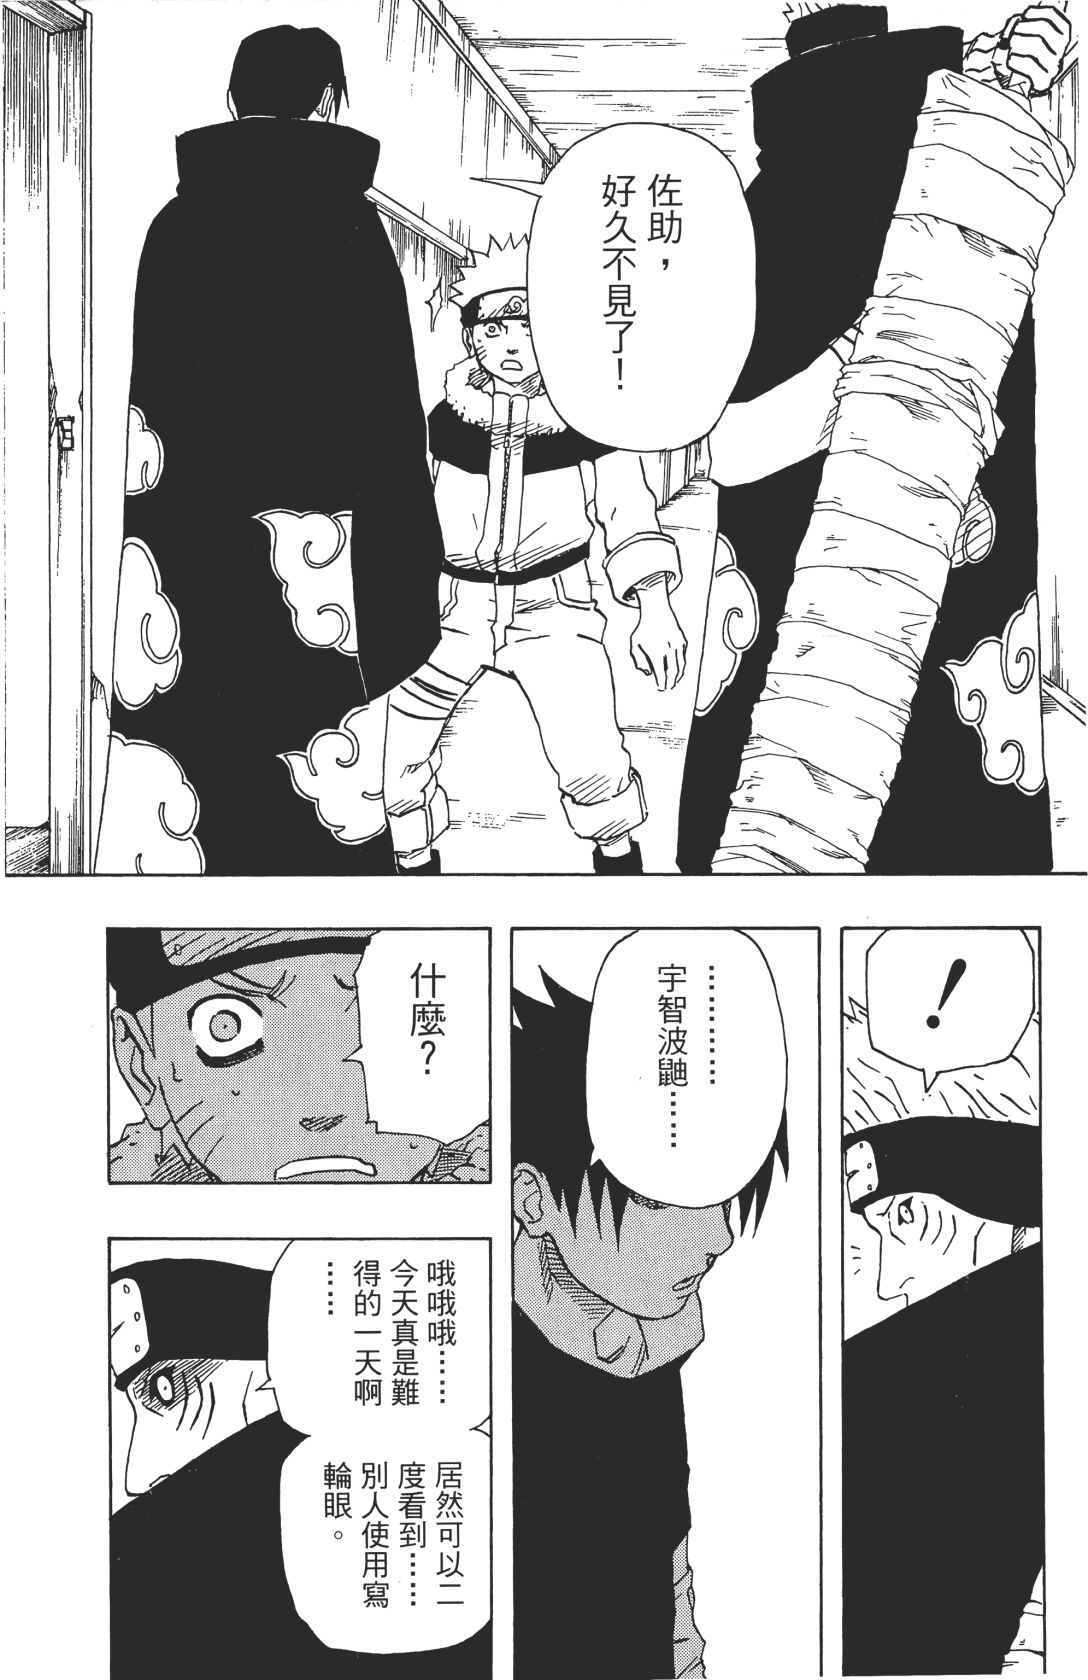 佐助，
好久不見了！
！
…………
宇智波鼬……
什麼？
哦哦哦……
今天真是難
得的一天啊
……
居然可以二
度看到……
別人使用寫
輪眼。